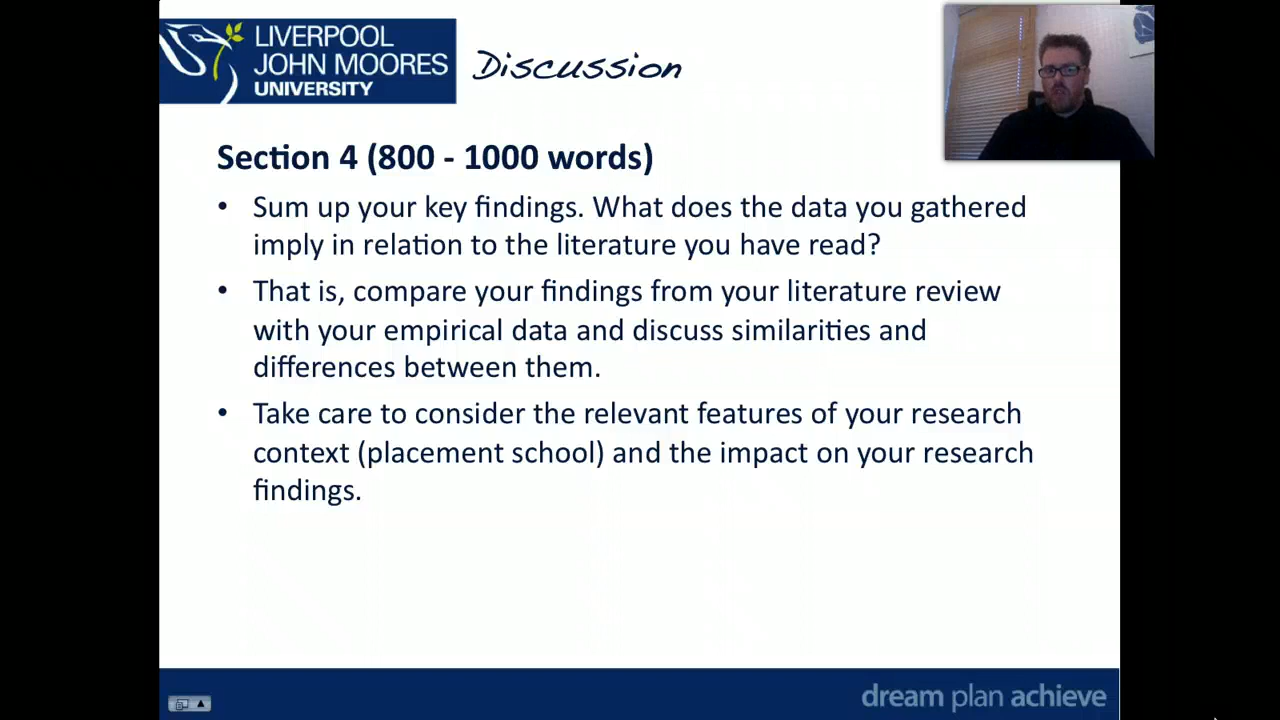 LIVERPOOL
JOHN MOORES
UNIVERSITY
Discussion
Section 4 (800 - 1000 words)
• Sum up your key findings. What does the data you gathered
imply in relation to the literature you have read?
• That is, compare your findings from your literature review
with your empirical data and discuss similarities and
differences between them.
• Take care to consider the relevant features of your research
context (placement school) and the impact on your research
findings.
dream plan achieve